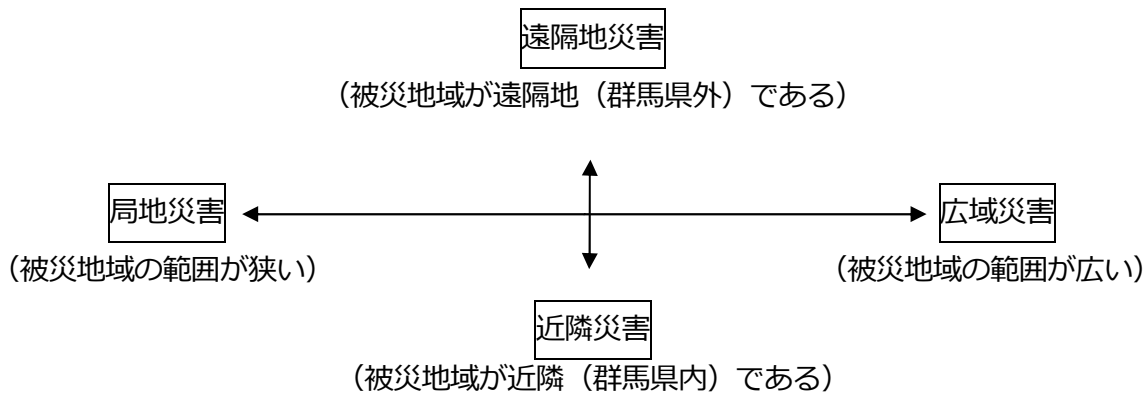 遠隔地災害
（被災地域が遠隔地（群馬県外）である）
局地災害
広域災害
（被災地域の範囲が狭い）
（被災地域の範囲が広い）
近隣災害
（被災地域が近隣（群馬県内）である）